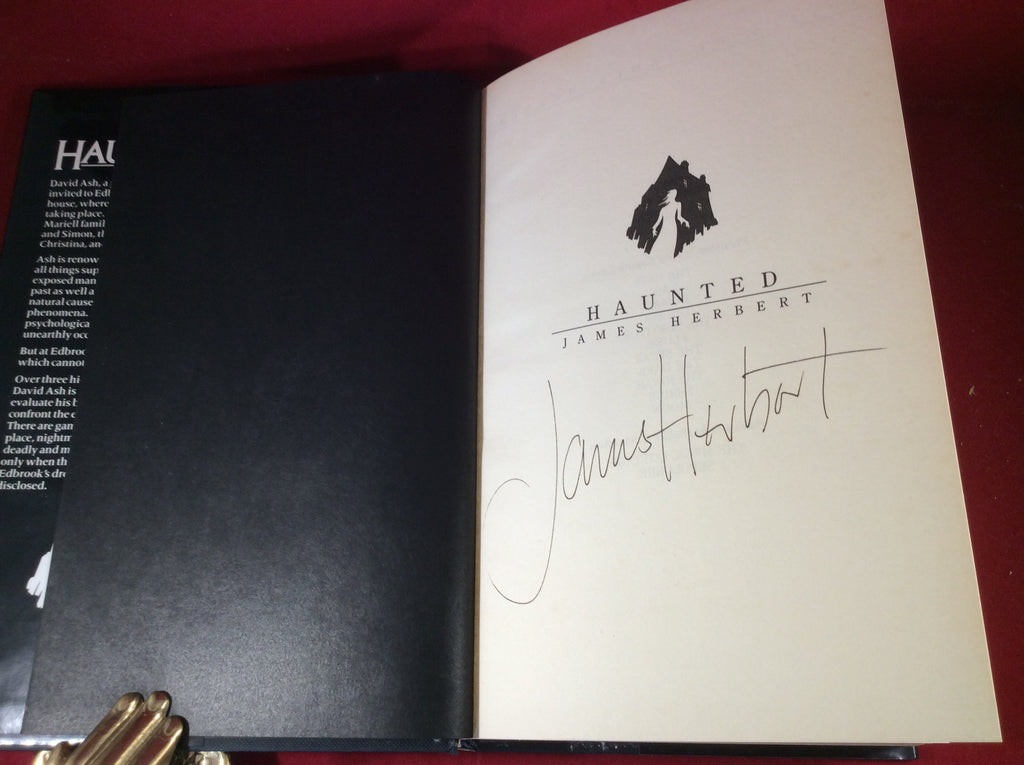 HAU
David Ash, a
invited to Edl
house, where
taking place.
Mariell famil
and Simon, th
Christina, an
Ash is renow
all things sup
exposed man
past as well a
natural cause
phenomena.
psychologica
unearthly occ
But at Edbroo
which cannot
Over three hi
David Ash is
evaluate his b
confront the e
There are gan
place, nightm
deadly and m
only when th
Edbrook's dre
disclosed.
HAUNTED
JAMES HERBERT
James Herbert